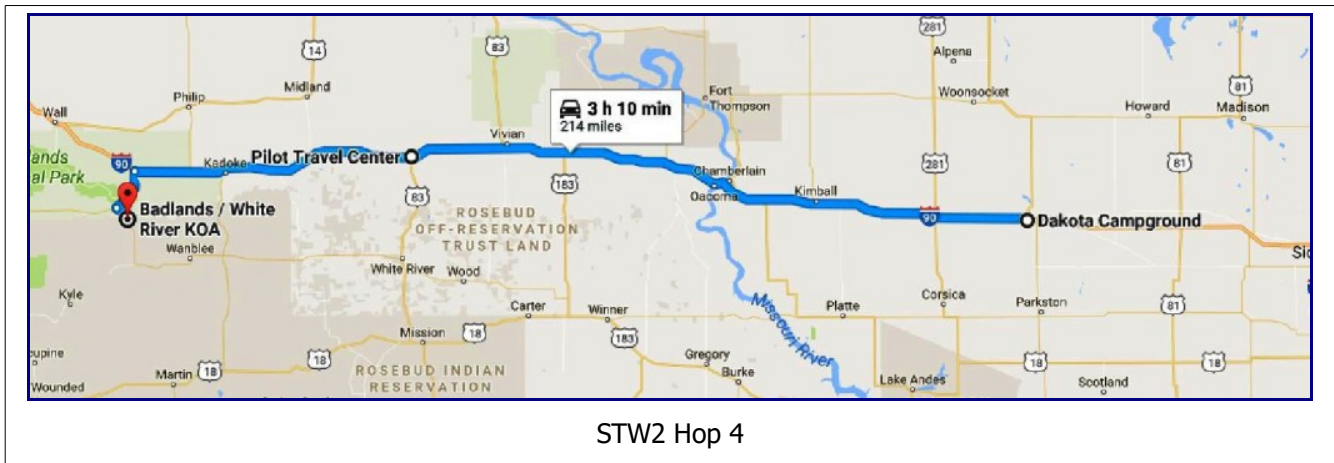 83
281
Alpena
14
81
Midland
Fort
Thompson
Woonsocket
Howard
Madison
Philip
Wall
3 h 10 min
214 miles
Vivian
Pilot Travel Center
90
Kadoka
281
81
Chamberlain
183
Oacoma
Kimball
83
90
Dakota Campground
Badlands / White
River KOA
ROSEBUD
OFF-RESERVATION
TRUST LAND
Wanblee
White River
Wood
Kyle
Carter
Winner
Missouri River
Platte
Corsica
Parkston
81
Mission
18
183
18
18
18
18
Gregory
Burke
Martin
ROSEBUD INDIAN
RESERVATION
Lake Andes
Scotland
Wounded
STW2 Hop 4